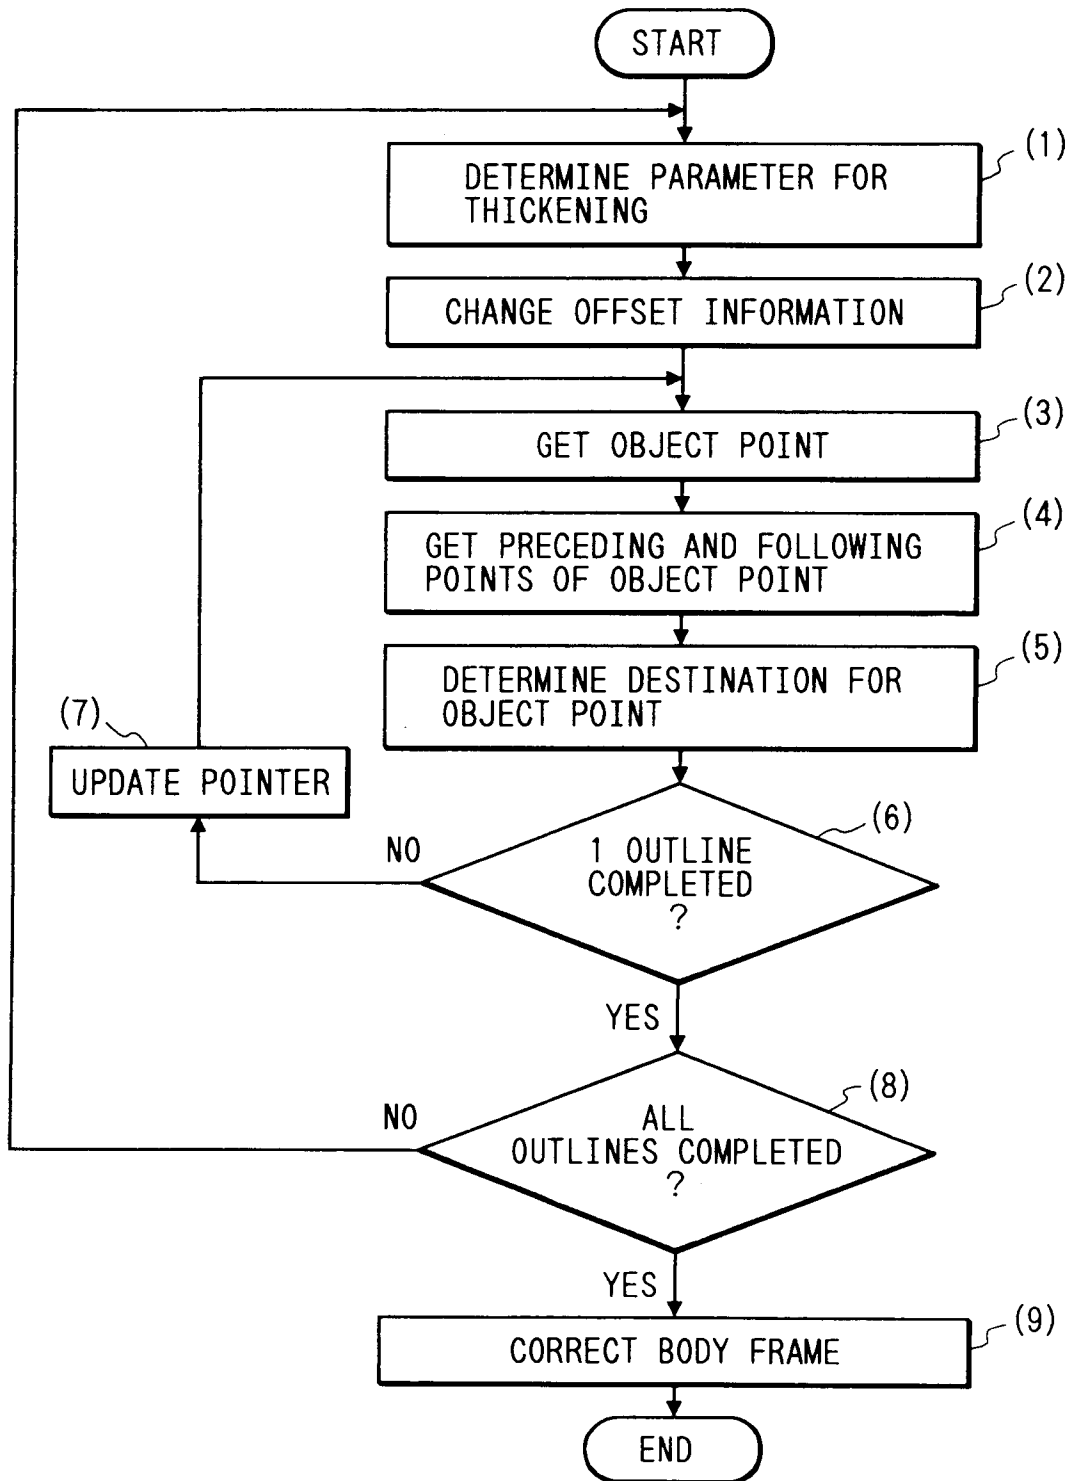 START
(1)
DETERMINE PARAMETER FOR
THICKENING
(2)
CHANGE OFFSET INFORMATION
(3)
GET OBJECT POINT
(4)
GET PRECEDING AND FOLLOWING
POINTS OF OBJECT POINT
(5)
DETERMINE DESTINATION FOR
OBJECT POINT
(7)
UPDATE POINTER
(6)
NO
1 OUTLINE
COMPLETED
?
YES
(8)
NO
ALL
OUTLINES COMPLETED
?
YES
(9)
CORRECT BODY FRAME
END